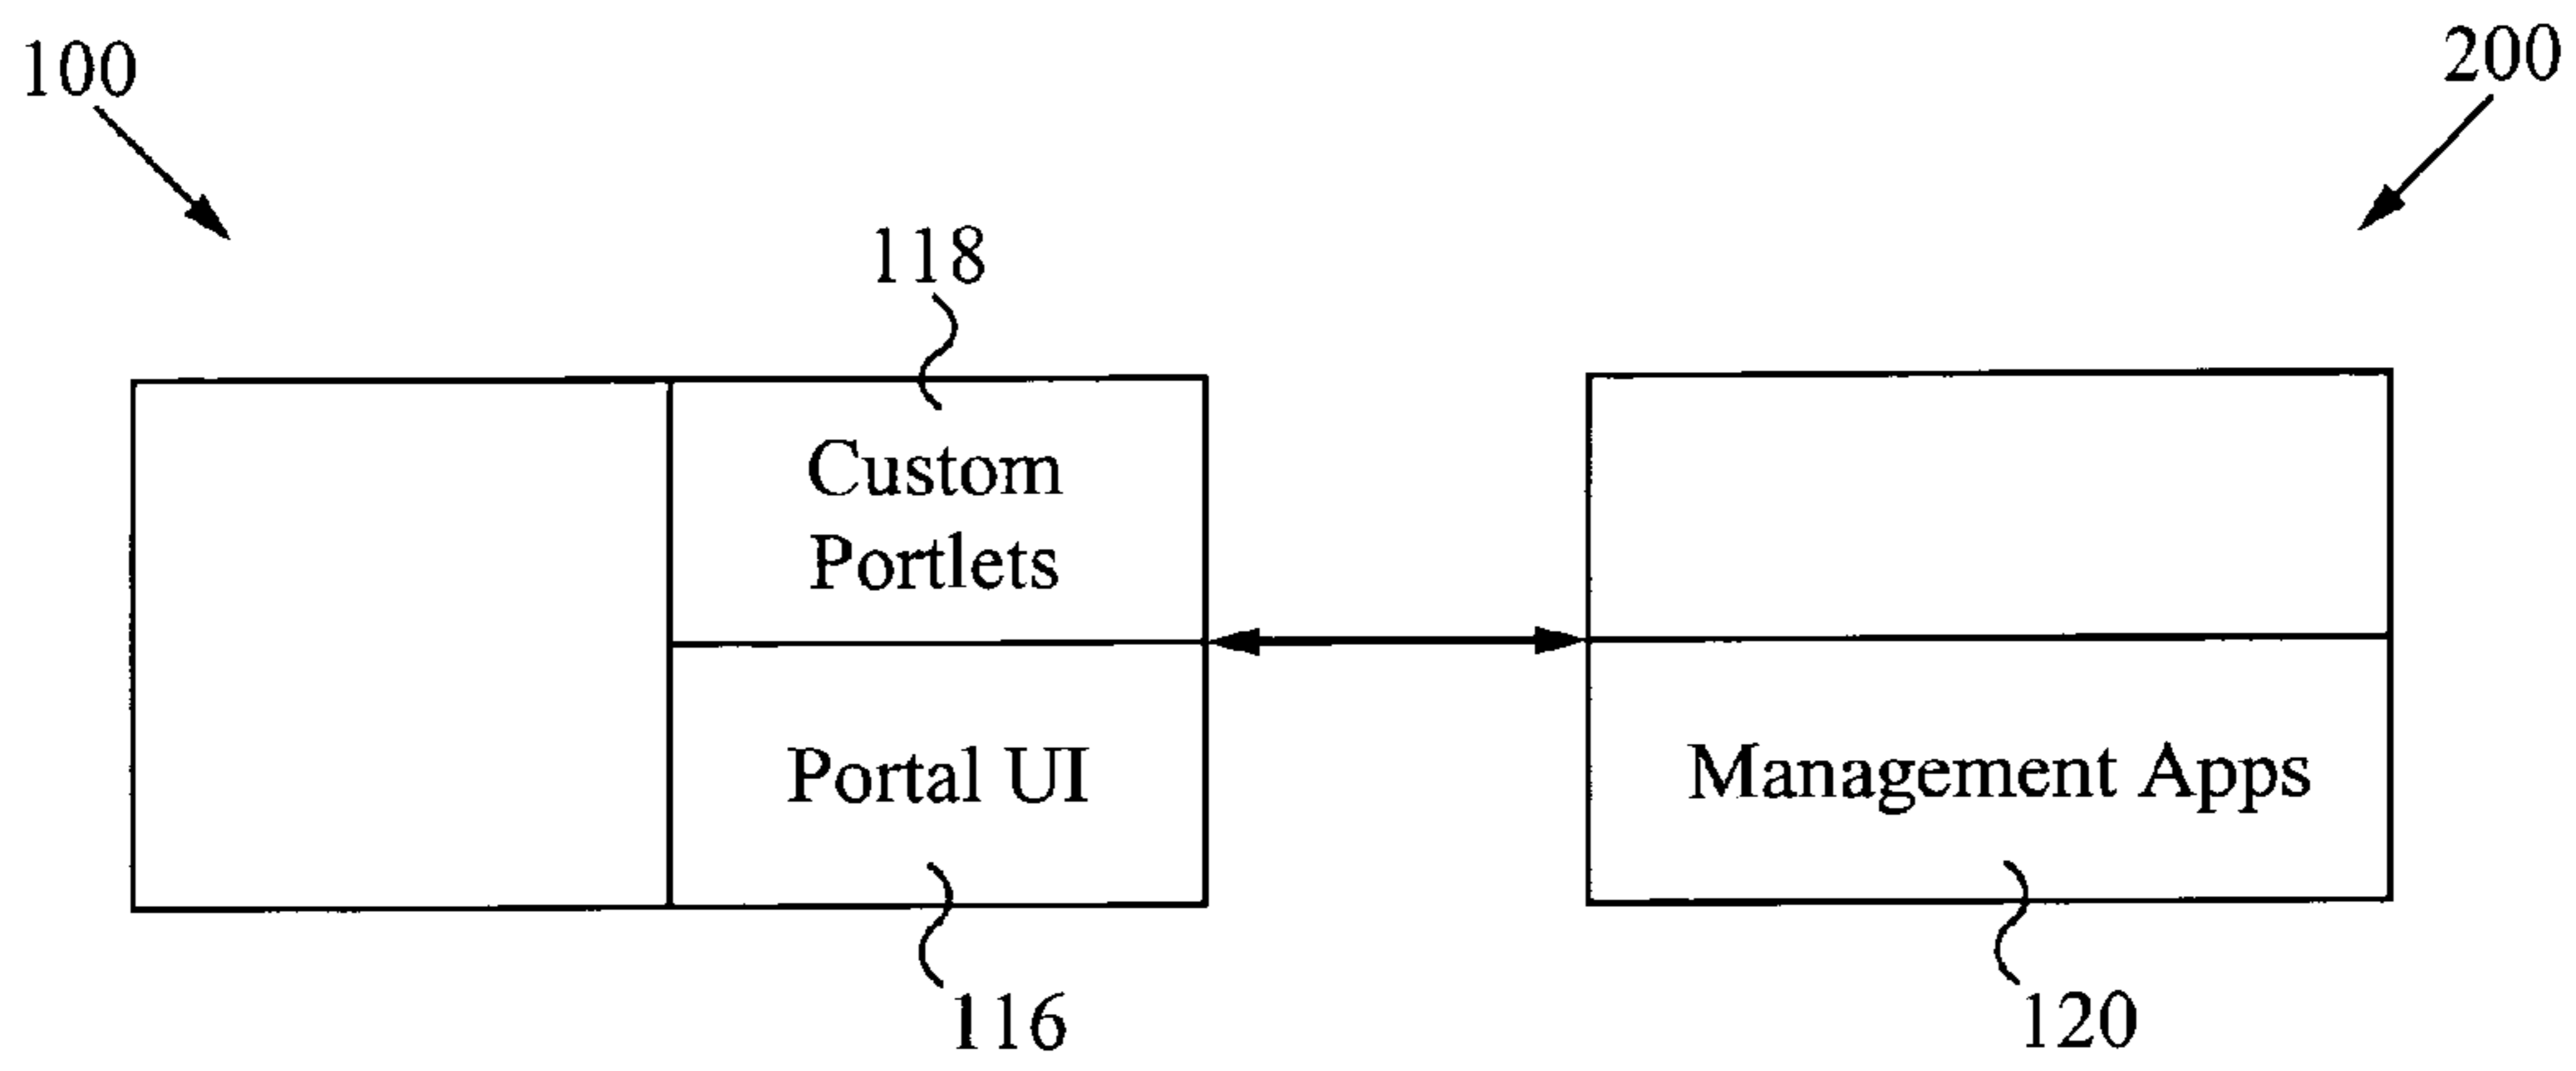 100
200
118
Custom
Portlets
Portal UI
Management Apps
116
120